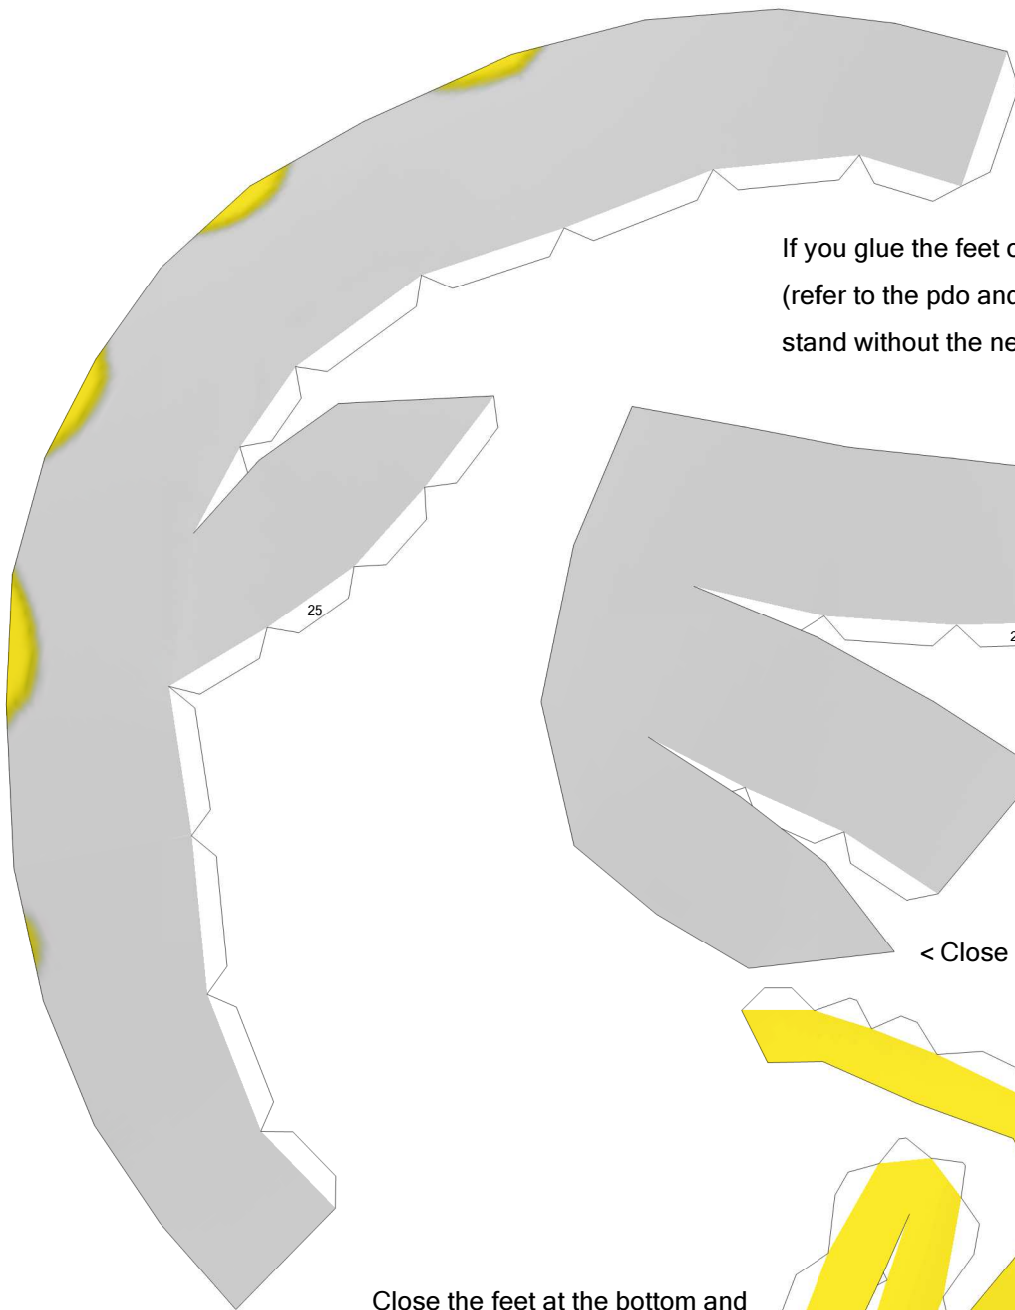 If you glue the feet
(refer to the pdo and
stand without the
25
< Close
Close the feet at the bottom and